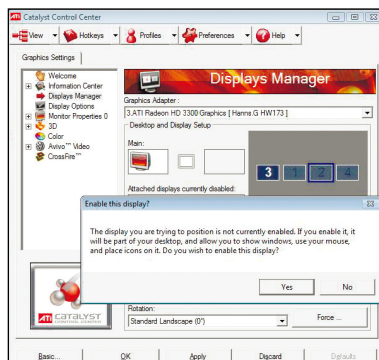 Catalyst Control Center
View
Hotkeys
Profiles
Preferences
Help
Graphics Settings
Welcome
Information Center
Displays Manager
Display Options
Monitor Properties 0
3D
Color
Avivo™ Video
CrossFire™
Displays Manager
Graphics Adapter:
3.ATI Radeon HD 3300 Graphics [ Hanns.G HW173 ]
Desktop and Display Setup
Main:
3 1 2 4
Attached displays currently disabled:
Enable this display?
The display you are trying to position is not currently enabled. If you enable it, it
will be part of your desktop, and allow you to show windows, use your mouse,
and place icons on it. Do you wish to enable this display?
Yes
No
ATI CATALYST
CONTROL CENTER
Rotation:
Standard Landscape (0°)
Force ...
Basic...
OK
Apply
Discard
Defaults